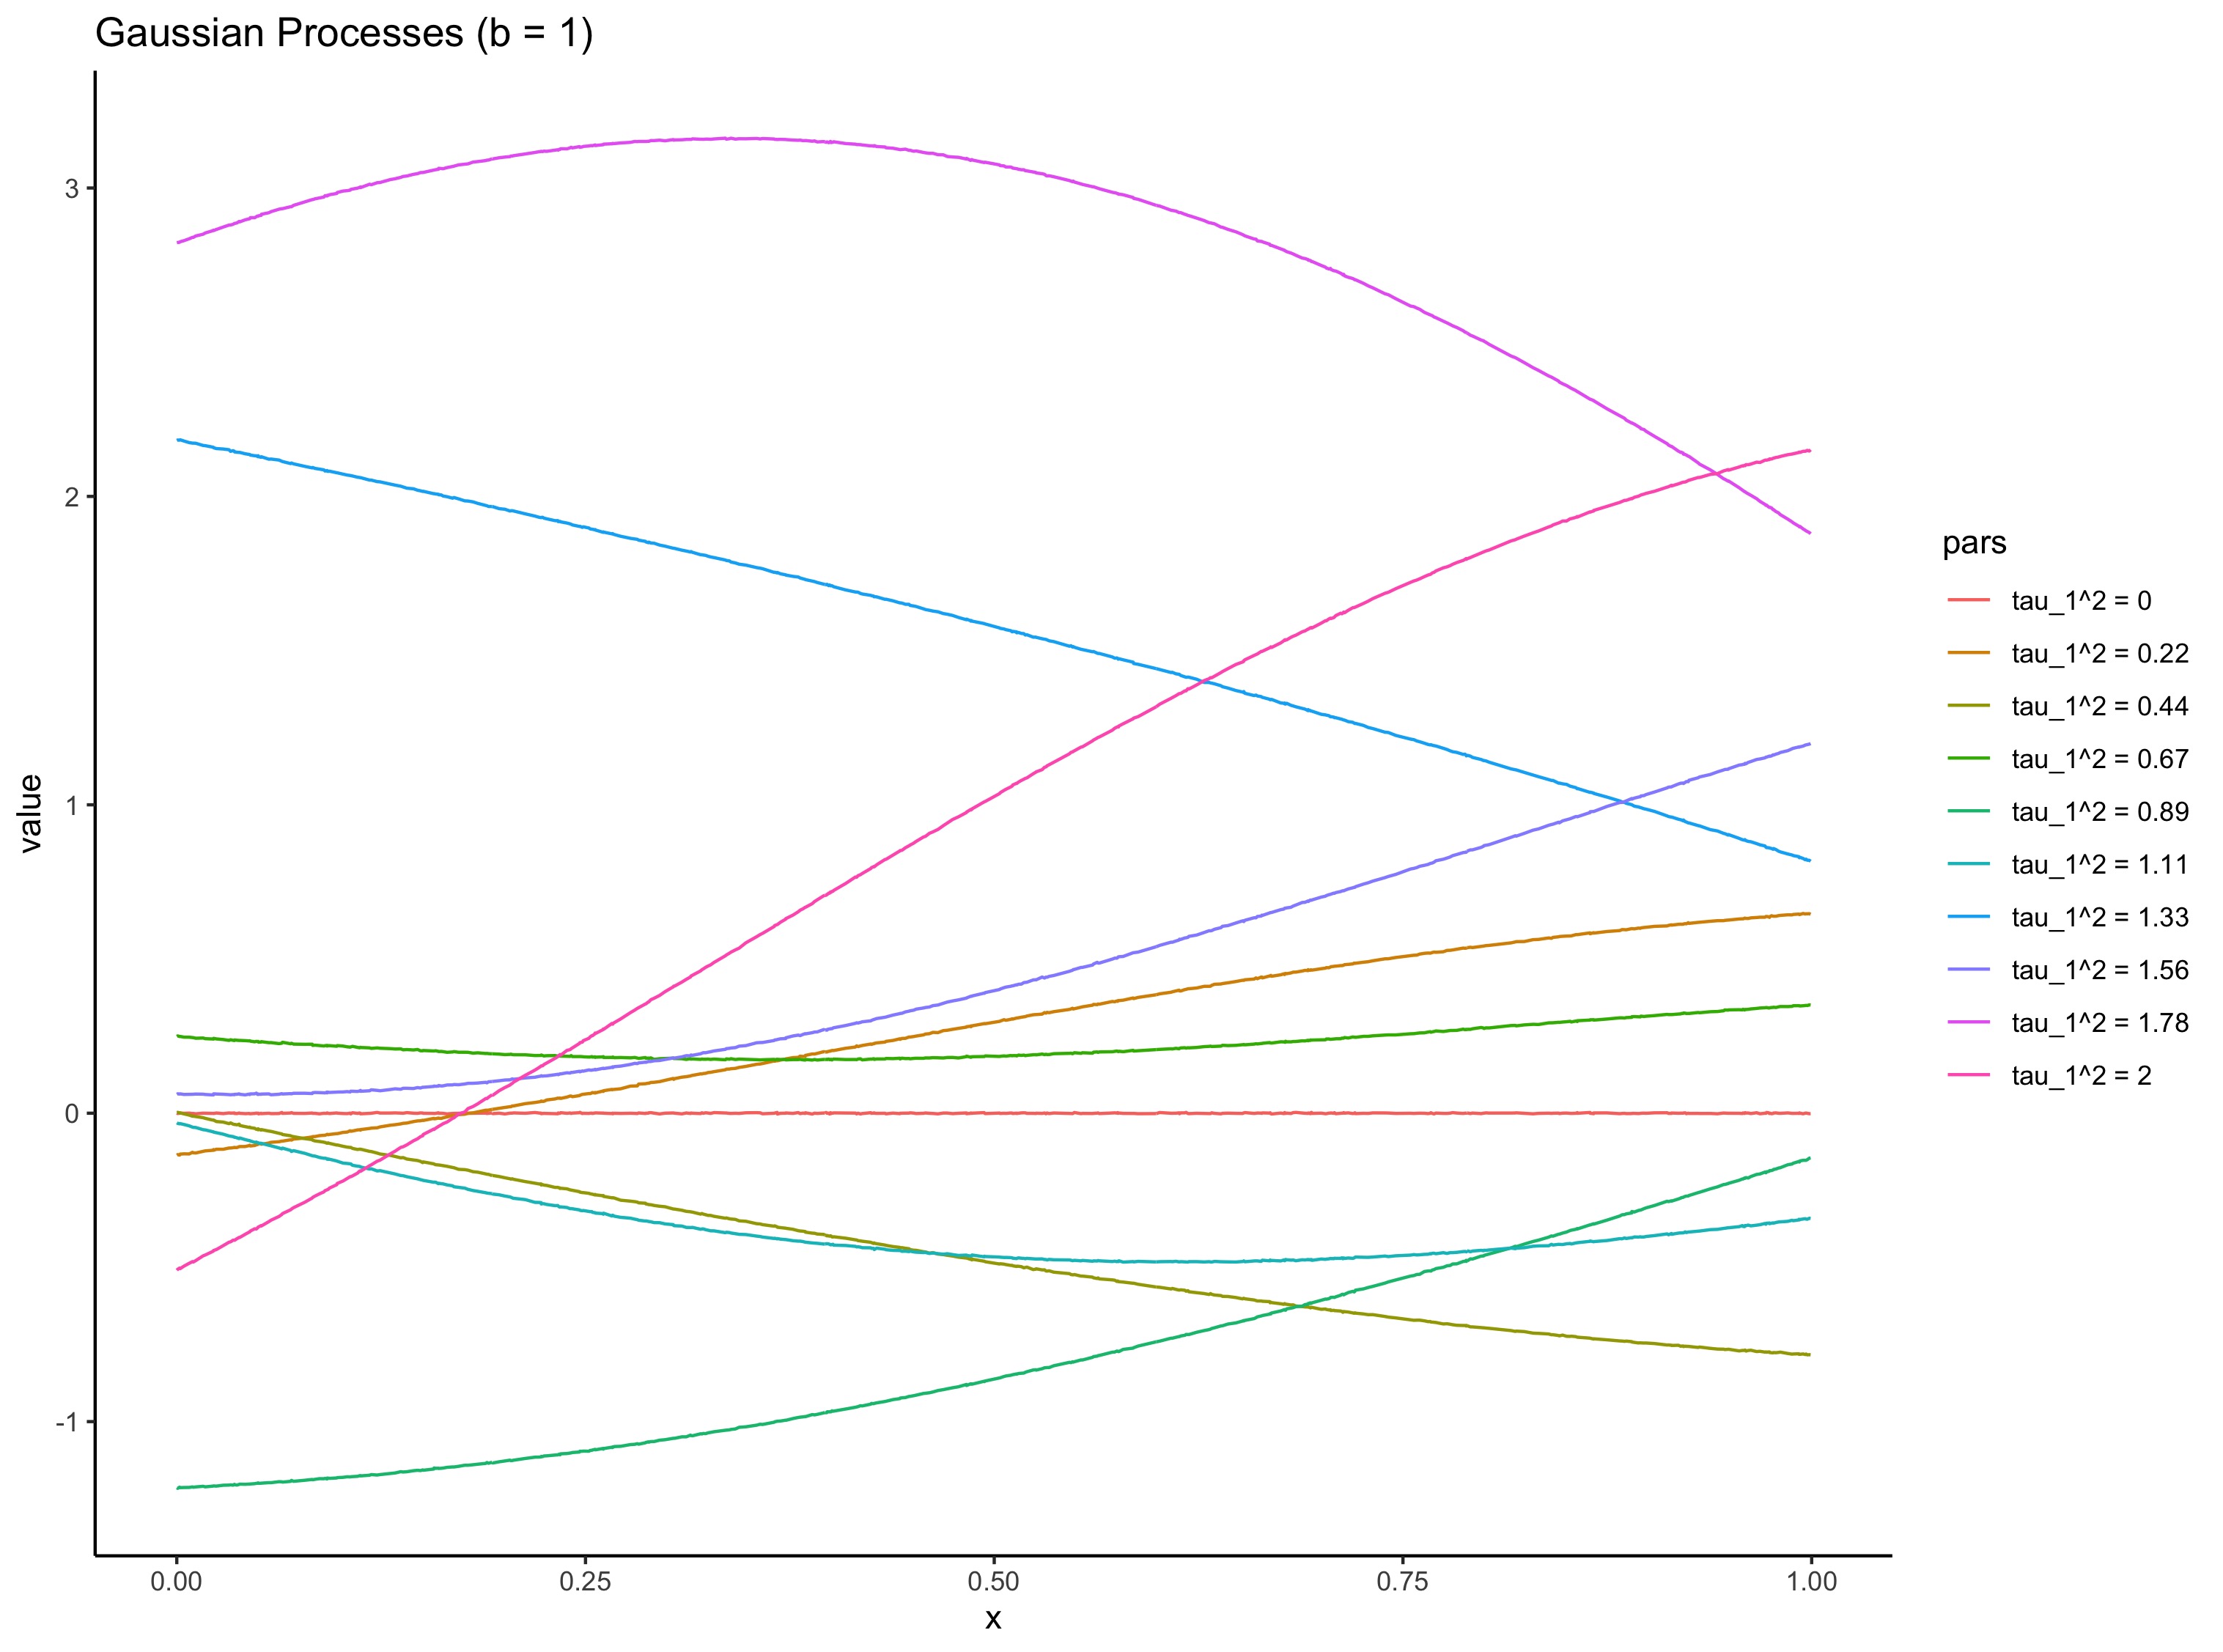 Gaussian Processes (b = 1)
3
2
1
0
-1
value
0.00
0.25
0.50
0.75
1.00
x
pars
tau_1^2 = 0
tau_1^2 = 0.22
tau_1^2 = 0.44
tau_1^2 = 0.67
tau_1^2 = 0.89
tau_1^2 = 1.11
tau_1^2 = 1.33
tau_1^2 = 1.56
tau_1^2 = 1.78
tau_1^2 = 2